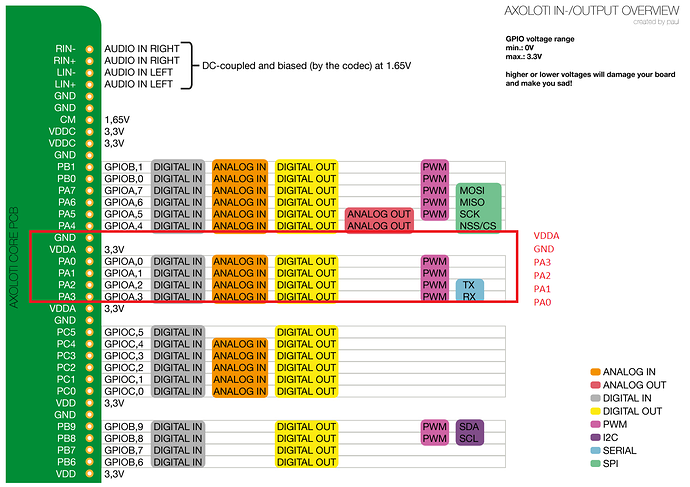 AXOLOTI IN-/OUTPUT OVERVIEW
created by paul
GPIO voltage range
min.: 0V
max.: 3.3V
higher or lower voltages will damage your board
and make you sad!
AXOLOTI CORE PCB
RIN- AUDIO IN RIGHT
RIN+ AUDIO IN RIGHT
LIN- AUDIO IN LEFT
LIN+ AUDIO IN LEFT
DC-coupled and biased (by the codec) at 1.65V
GND
GND
CM 1,65V
VDDC 3,3V
VDDC 3,3V
GND
PB1 GPIOB,1 DIGITAL IN ANALOG IN DIGITAL OUT PWM
PB0 GPIOB,0 DIGITAL IN ANALOG IN DIGITAL OUT PWM
PA7 GPIOA,7 DIGITAL IN ANALOG IN DIGITAL OUT PWM MOSI
PA6 GPIOA,6 DIGITAL IN ANALOG IN DIGITAL OUT PWM MISO
PA5 GPIOA,5 DIGITAL IN ANALOG IN DIGITAL OUT ANALOG OUT PWM SCK
PA4 GPIOA,4 DIGITAL IN ANALOG IN DIGITAL OUT ANALOG OUT NSS/CS
GND
VDDA 3,3V
PA0 GPIOA,0 DIGITAL IN ANALOG IN DIGITAL OUT PWM
PA1 GPIOA,1 DIGITAL IN ANALOG IN DIGITAL OUT PWM
PA2 GPIOA,2 DIGITAL IN ANALOG IN DIGITAL OUT PWM TX
PA3 GPIOA,3 DIGITAL IN ANALOG IN DIGITAL OUT PWM RX
VDDA
GND
PA3
PA2
PA1
PA0
VDDA 3,3V
GND
PC5 GPIOC,5 DIGITAL IN DIGITAL OUT
PC4 GPIOC,4 DIGITAL IN ANALOG IN DIGITAL OUT
PC3 GPIOC,3 DIGITAL IN ANALOG IN DIGITAL OUT
PC2 GPIOC,2 DIGITAL IN ANALOG IN DIGITAL OUT
PC1 GPIOC,1 DIGITAL IN ANALOG IN DIGITAL OUT
PC0 GPIOC,0 DIGITAL IN ANALOG IN DIGITAL OUT
VDD 3,3V
GND
PB9 GPIOB,9 DIGITAL IN DIGITAL OUT PWM SDA
PB8 GPIOB,8 DIGITAL IN DIGITAL OUT PWM SCL
PB7 GPIOB,7 DIGITAL IN DIGITAL OUT
PB6 GPIOB,6 DIGITAL IN DIGITAL OUT
VDD 3,3V
ANALOG IN
ANALOG OUT
DIGITAL IN
DIGITAL OUT
PWM
I2C
SERIAL
SPI